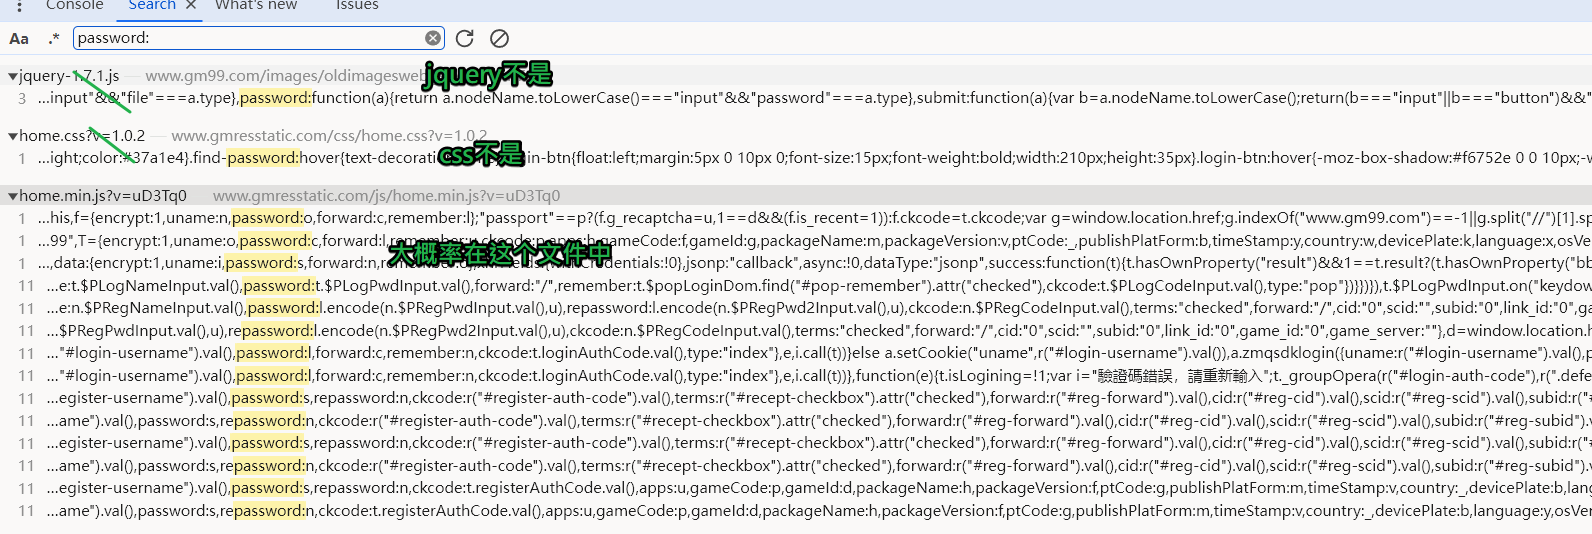 Console Search × What's new Issues
Aa .* password:
jquery-1.7.1.js — www.gm99.com/images/oldimagesweb
jquery不是
3 ...input"&&"file"===a.type},password:function(a){return a.nodeName.toLowerCase()==="input"&&"password"===a.type},submit:function(a){var b=a.nodeName.toLowerCase();return(b==="input"||b==="button")&&"
home.css?v=1.0.2 — www.gmresstatic.com/css/home.css?v=1.0.2
css不是
1 ...ight;color:#37a1e4}.find-password:hover{text-decorati in-btn{float:left;margin:5px 0 10px 0;font-size:15px;font-weight:bold;width:210px;height:35px}.login-btn:hover{-moz-box-shadow:#f6752e 0 0 10px;-w
home.min.js?v=uD3Tq0 www.gmresstatic.com/js/home.min.js?v=uD3Tq0
1 ...his,f={encrypt:1,uname:n,password:o,forward:c,remember:l};"passport"==p?(f.g_recaptcha=u,1==d&&(f.is_recent=1)):f.ckcode=t.ckcode;var g=window.location.href;g.indexOf("www.gm99.com")==-1||g.split("//")[1].sp
1 ...99",T={encrypt:1,uname:o,password:c,forward:l, gameCode:f,gameId:g,packageName:m,packageVersion:v,ptCode:_,publishPlatForm:b,timeStamp:y,country:w,devicePlate:k,language:x,osVe
大概率在这个文件中
1 ...,data:{encrypt:1,uname:i,password:s,forward:n, Credentials:!0},jsonp:"callback",async:!0,dataType:"jsonp",success:function(t){t.hasOwnProperty("result")&&1==t.result?(t.hasOwnProperty("bb
11 ...e:t.$PLogNameInput.val(),password:t.$PLogPwdInput.val(),forward:"/",remember:t.$popLoginDom.find("#pop-remember").attr("checked"),ckcode:t.$PLogCodeInput.val(),type:"pop"})}})}),t.$PLogPwdInput.on("keydow
11 ...e:n.$PRegNameInput.val(),password:l.encode(n.$PRegPwdInput.val(),u),repassword:l.encode(n.$PRegPwd2Input.val(),u),ckcode:n.$PRegCodeInput.val(),terms:"checked",forward:"/",cid:"0",scid:"",subid:"0",link_id:"0",ga
11 ...$PRegPwdInput.val(),u),repassword:l.encode(n.$PRegPwd2Input.val(),u),ckcode:n.$PRegCodeInput.val(),terms:"checked",forward:"/",cid:"0",scid:"",subid:"0",link_id:"0",game_id:"0",game_server:""},d=window.location.h
11 ..."#login-username").val(),password:l,forward:c,remember:n,ckcode:t.loginAuthCode.val(),type:"index"},e,i.call(t))}else a.setCookie("uname",r("#login-username").val()),a.zmqsdklogin({uname:r("#login-username").val(),p
11 ..."#login-username").val(),password:l,forward:c,remember:n,ckcode:t.loginAuthCode.val(),type:"index"},e,i.call(t))},function(e){t.isLogining=!1;var i="驗證碼錯誤，請重新輸入";t._groupOpera(r("#login-auth-code"),r(".defe
11 ...egister-username").val(),password:s,repassword:n,ckcode:r("#register-auth-code").val(),terms:r("#recept-checkbox").attr("checked"),forward:r("#reg-forward").val(),cid:r("#reg-cid").val(),scid:r("#reg-scid").val(),subid:r("#
11 ...ame").val(),password:s,repassword:n,ckcode:r("#register-auth-code").val(),terms:r("#recept-checkbox").attr("checked"),forward:r("#reg-forward").val(),cid:r("#reg-cid").val(),scid:r("#reg-scid").val(),subid:r("#reg-subid").v
11 ...egister-username").val(),password:s,repassword:n,ckcode:r("#register-auth-code").val(),terms:r("#recept-checkbox").attr("checked"),forward:r("#reg-forward").val(),cid:r("#reg-cid").val(),scid:r("#reg-scid").val(),subid:r("#
11 ...ame").val(),password:s,repassword:n,ckcode:r("#register-auth-code").val(),terms:r("#recept-checkbox").attr("checked"),forward:r("#reg-forward").val(),cid:r("#reg-cid").val(),scid:r("#reg-scid").val(),subid:r("#reg-subid").v
11 ...egister-username").val(),password:s,repassword:n,ckcode:t.registerAuthCode.val(),apps:u,gameCode:p,gameId:d,packageName:h,packageVersion:f,ptCode:g,publishPlatForm:m,timeStamp:v,country:_,devicePlate:b,lang
11 ...ame").val(),password:s,repassword:n,ckcode:t.registerAuthCode.val(),apps:u,gameCode:p,gameId:d,packageName:h,packageVersion:f,ptCode:g,publishPlatForm:m,timeStamp:v,country:_,devicePlate:b,language:y,osVer